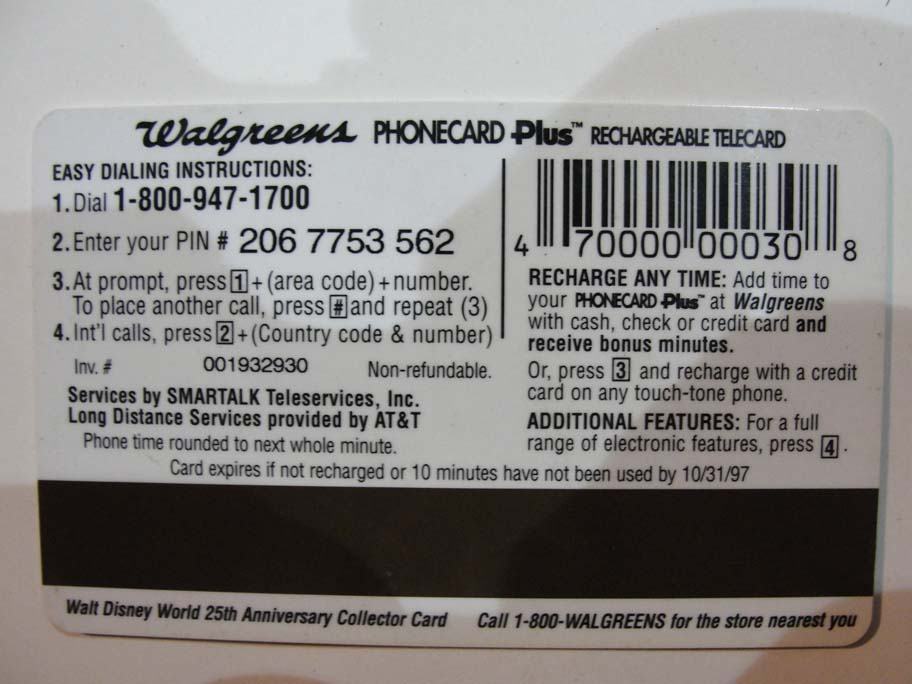 Walgreens PHONECARD Plus™ RECHARGEABLE TELECARD
EASY DIALING INSTRUCTIONS:
1. Dial 1-800-947-1700
2. Enter your PIN # 206 7753 562
3. At prompt, press 1 + (area code) + number.
To place another call, press # and repeat (3)
4. Int'l calls, press 2 + (Country code & number)
Inv. # 001932930 Non-refundable.
Services by SMARTALK Teleservices, Inc.
Long Distance Services provided by AT&T
Phone time rounded to next whole minute.
4 70000 00030 8
RECHARGE ANY TIME: Add time to
your PHONECARD Plus™ at Walgreens
with cash, check or credit card and
receive bonus minutes.
Or, press 3 and recharge with a credit
card on any touch-tone phone.
ADDITIONAL FEATURES: For a full
range of electronic features, press 4.
Card expires if not recharged or 10 minutes have not been used by 10/31/97
Walt Disney World 25th Anniversary Collector Card Call 1-800-WALGREENS for the store nearest you